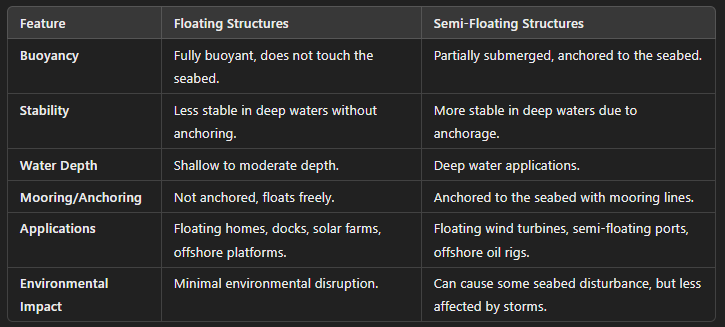 Feature Floating Structures Semi-Floating Structures
Buoyancy Fully buoyant, does not touch the Partially submerged, anchored to the seabed.
seabed.
Stability Less stable in deep waters without More stable in deep waters due to
anchoring. anchorage.
Water Depth Shallow to moderate depth. Deep water applications.
Mooring/Anchoring Not anchored, floats freely. Anchored to the seabed with mooring lines.
Applications Floating homes, docks, solar farms, Floating wind turbines, semi-floating ports,
offshore platforms. offshore oil rigs.
Environmental Minimal environmental disruption. Can cause some seabed disturbance, but less
Impact affected by storms.